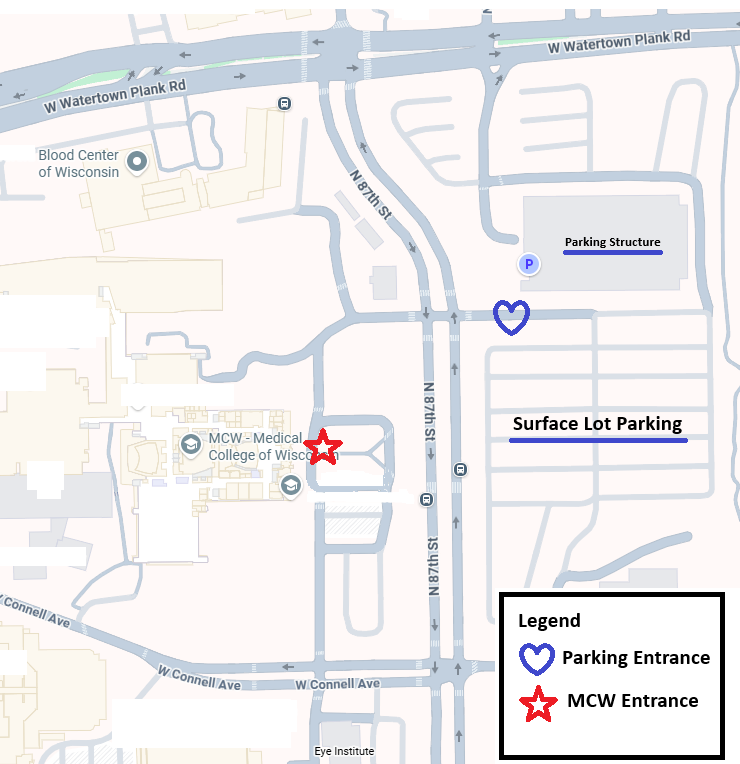 W Watertown Plank Rd
W Watertown Plank Rd
Blood Center
of Wisconsin
N 87th St
Parking Structure
P
N 87th St
Surface Lot Parking
MCW - Medical
College of Wisconsin
N 87th St
W Connell Ave
W Connell Ave
W Connell Ave
Eye Institute
Legend
Parking Entrance
MCW Entrance